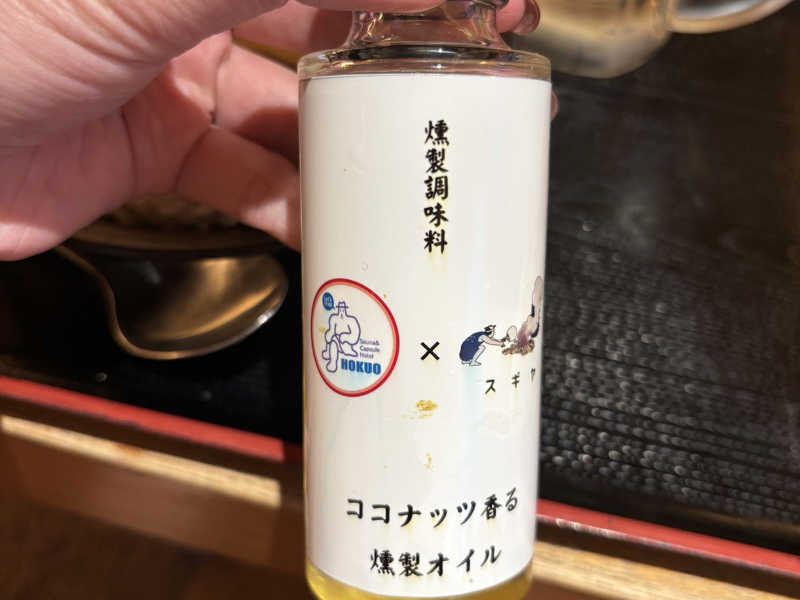 燻製調味料
Let's
Sauna&
Capsule
Hotel
HOKUO
×
スギヤ
ココナッツ香る
燻製オイル